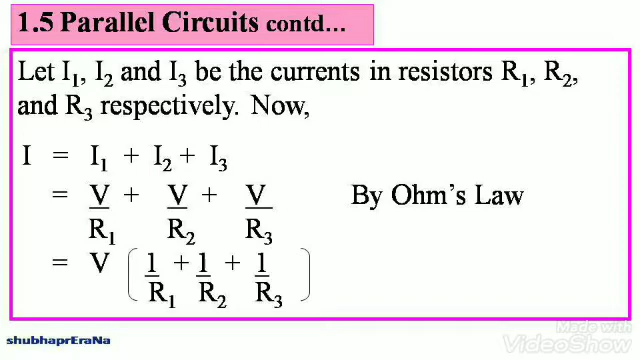 1.5 Parallel Circuits contd...
Let I₁, I₂ and I₃ be the currents in resistors R₁, R₂,
and R₃ respectively. Now,
I = I₁ + I₂ + I₃
= V/R₁ + V/R₂ + V/R₃ By Ohm's Law
= V (1/R₁ + 1/R₂ + 1/R₃)
shubhaprEraNa
Made with
VideoShow